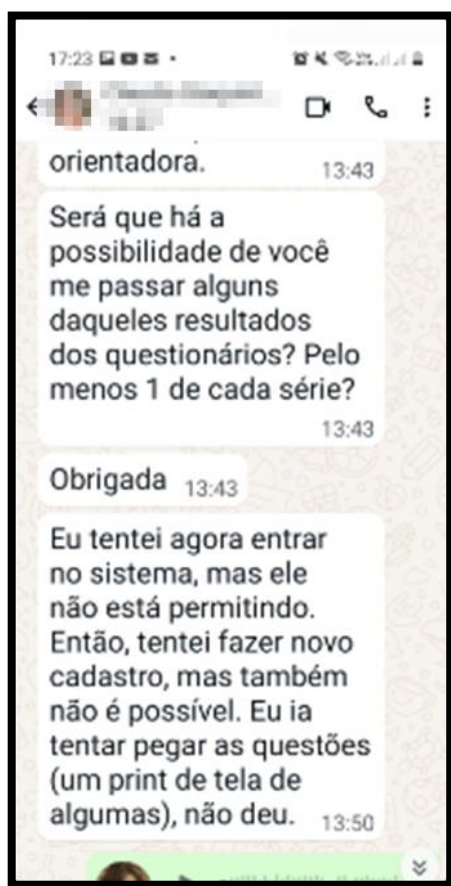 17:23
orientadora.
13:43
Será que há a
possibilidade de você
me passar alguns
daqueles resultados
dos questionários? Pelo
menos 1 de cada série?
13:43
Obrigada 13:43
Eu tentei agora entrar
no sistema, mas ele
não está permitindo.
Então, tentei fazer novo
cadastro, mas também
não é possível. Eu ia
tentar pegar as questões
(um print de tela de
algumas), não deu. 13:50